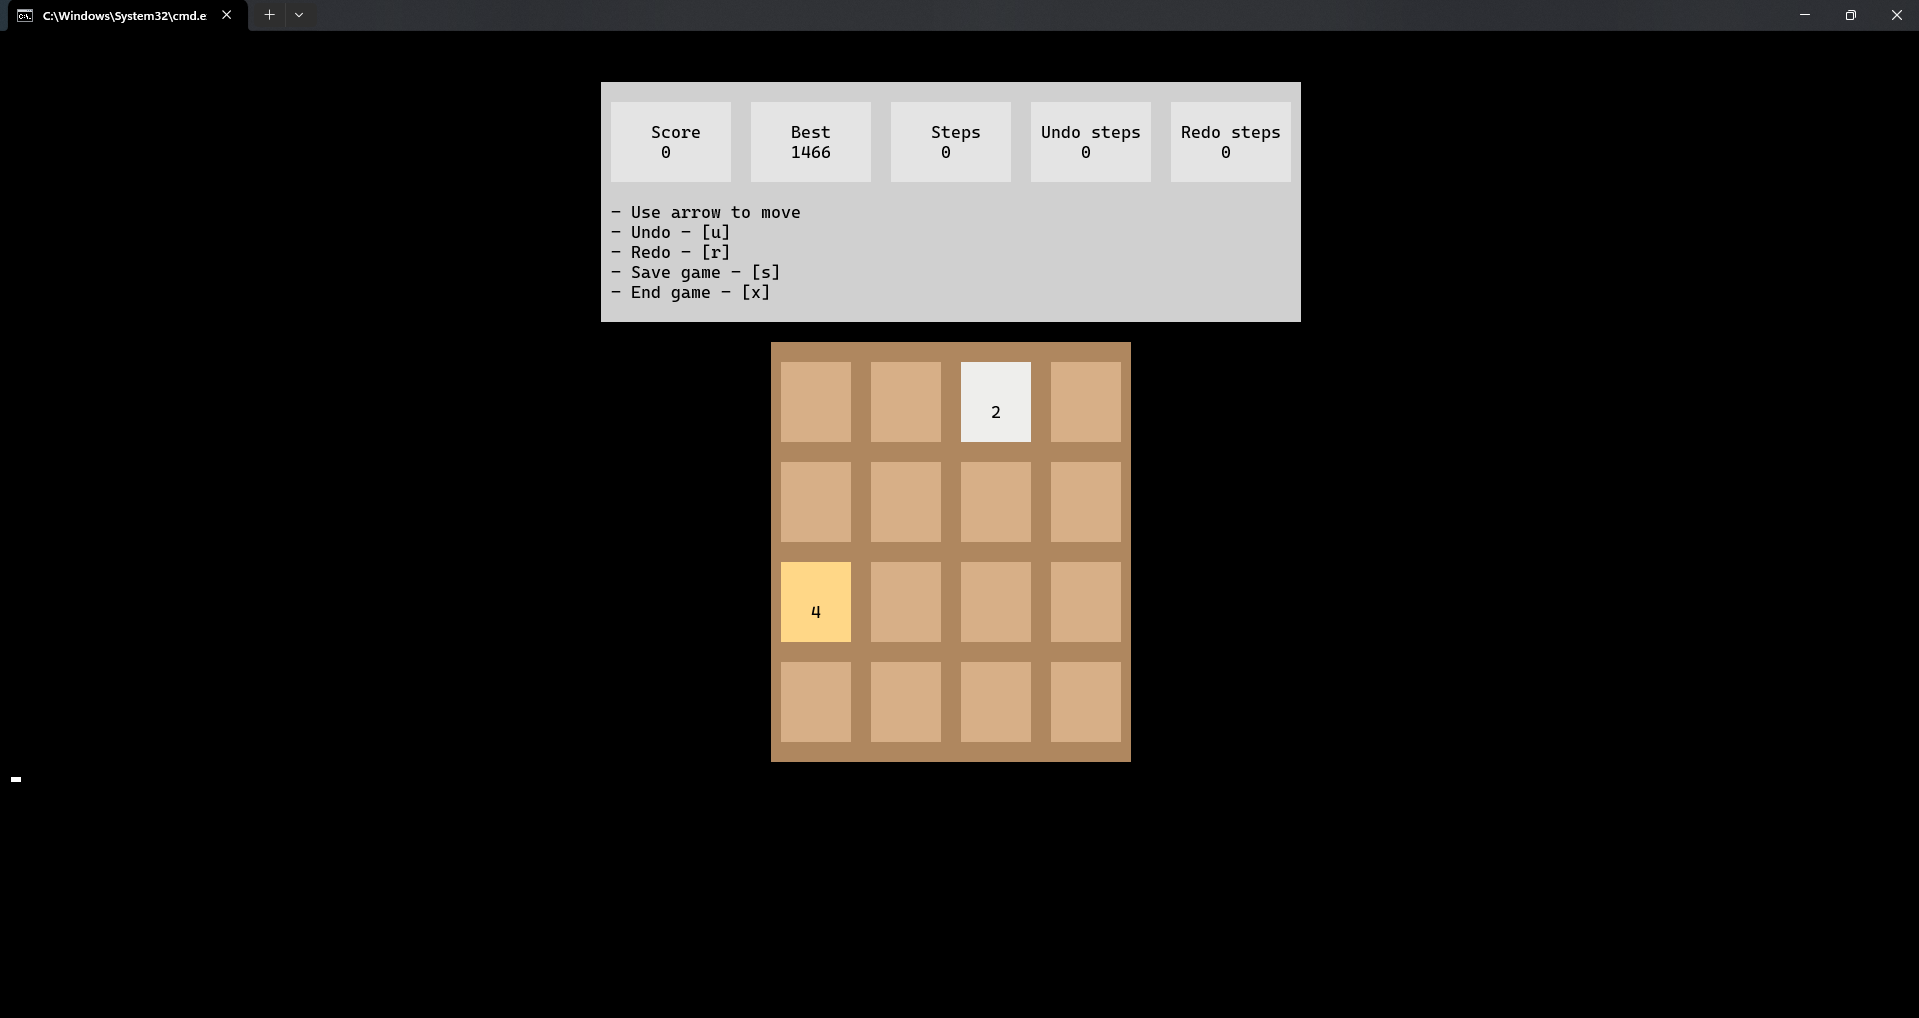 C:\Windows\System32\cmd.e
Score Best Steps Undo steps Redo steps
0 1466 0 0 0
- Use arrow to move
- Undo - [u]
- Redo - [r]
- Save game - [s]
- End game - [x]
2
4